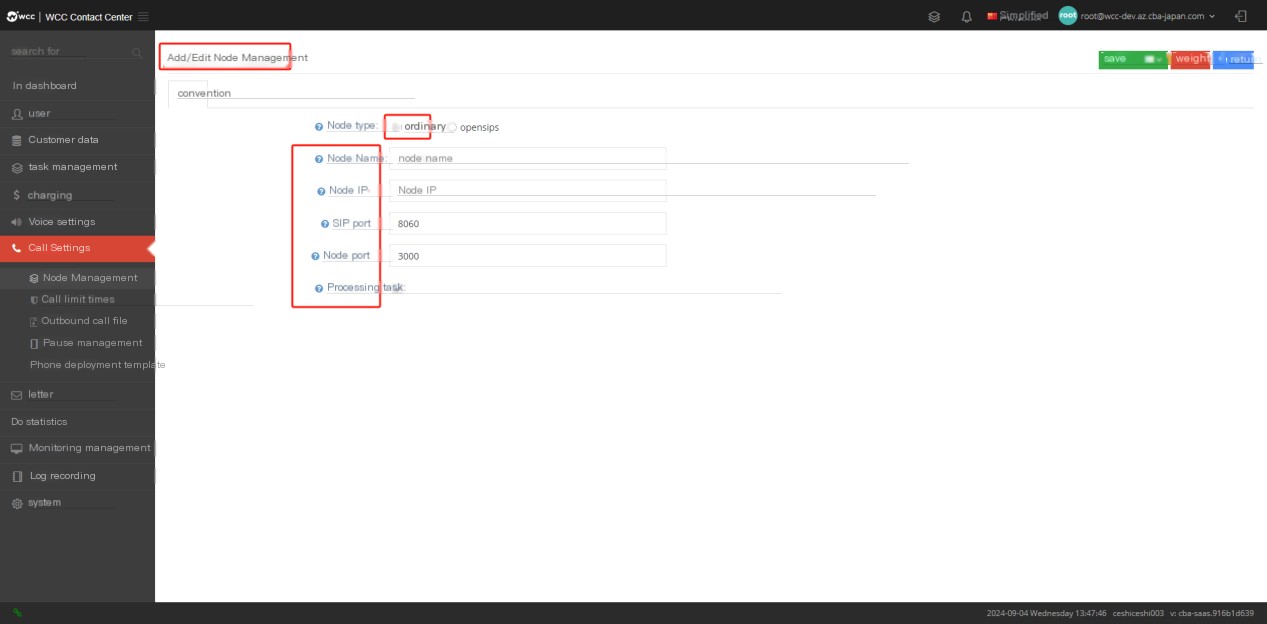 wcc | WCC Contact Center
Simplified
root root@wcc-dev.az.cba-japan.com
search for
In dashboard
user
Customer data
task management
$ charging
Voice settings
Call Settings
Node Management
Call limit times
Outbound call file
Pause management
Phone deployment template
letter
Do statistics
Monitoring management
Log recording
system
Add/Edit Node Management
save
weight
return
convention
Node type: ordinary opensips
Node Name: node name
Node IP: Node IP
SIP port 8060
Node port 3000
Processing task:
2024-09-04 Wednesday 13:47:46 ceshiceshi003 v: cba-saas.916b1d639